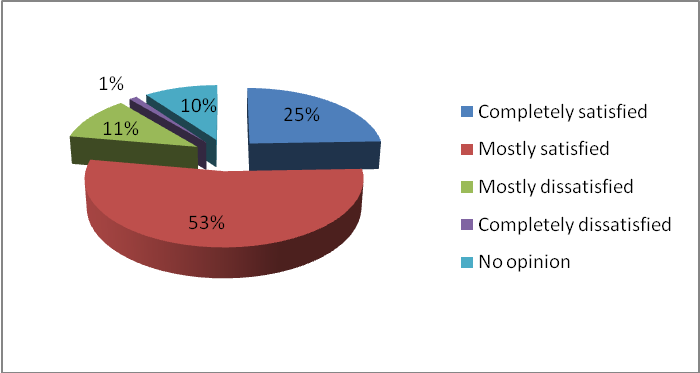 1%
10%
25%
11%
53%
Completely satisfied
Mostly satisfied
Mostly dissatisfied
Completely dissatisfied
No opinion